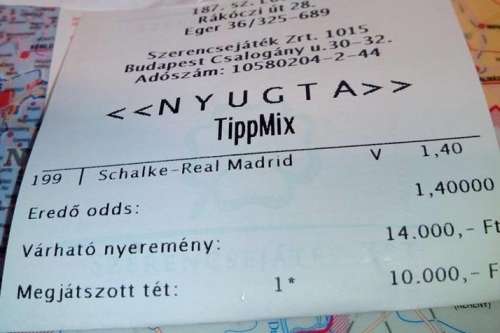 187. sz.
Rákóczi út 28.
Eger 36/325-689
Szerencsejáték Zrt. 1015
Budapest Csalogány u. 30-32.
Adószám: 10580204-2-44
<<NYUGTA>>
TippMix
199 | Schalke-Real Madrid V 1,40
Eredő odds: 1,40000
Várható nyeremény: 14.000,- Ft
Megjátszott tét: 1* 10.000,- F